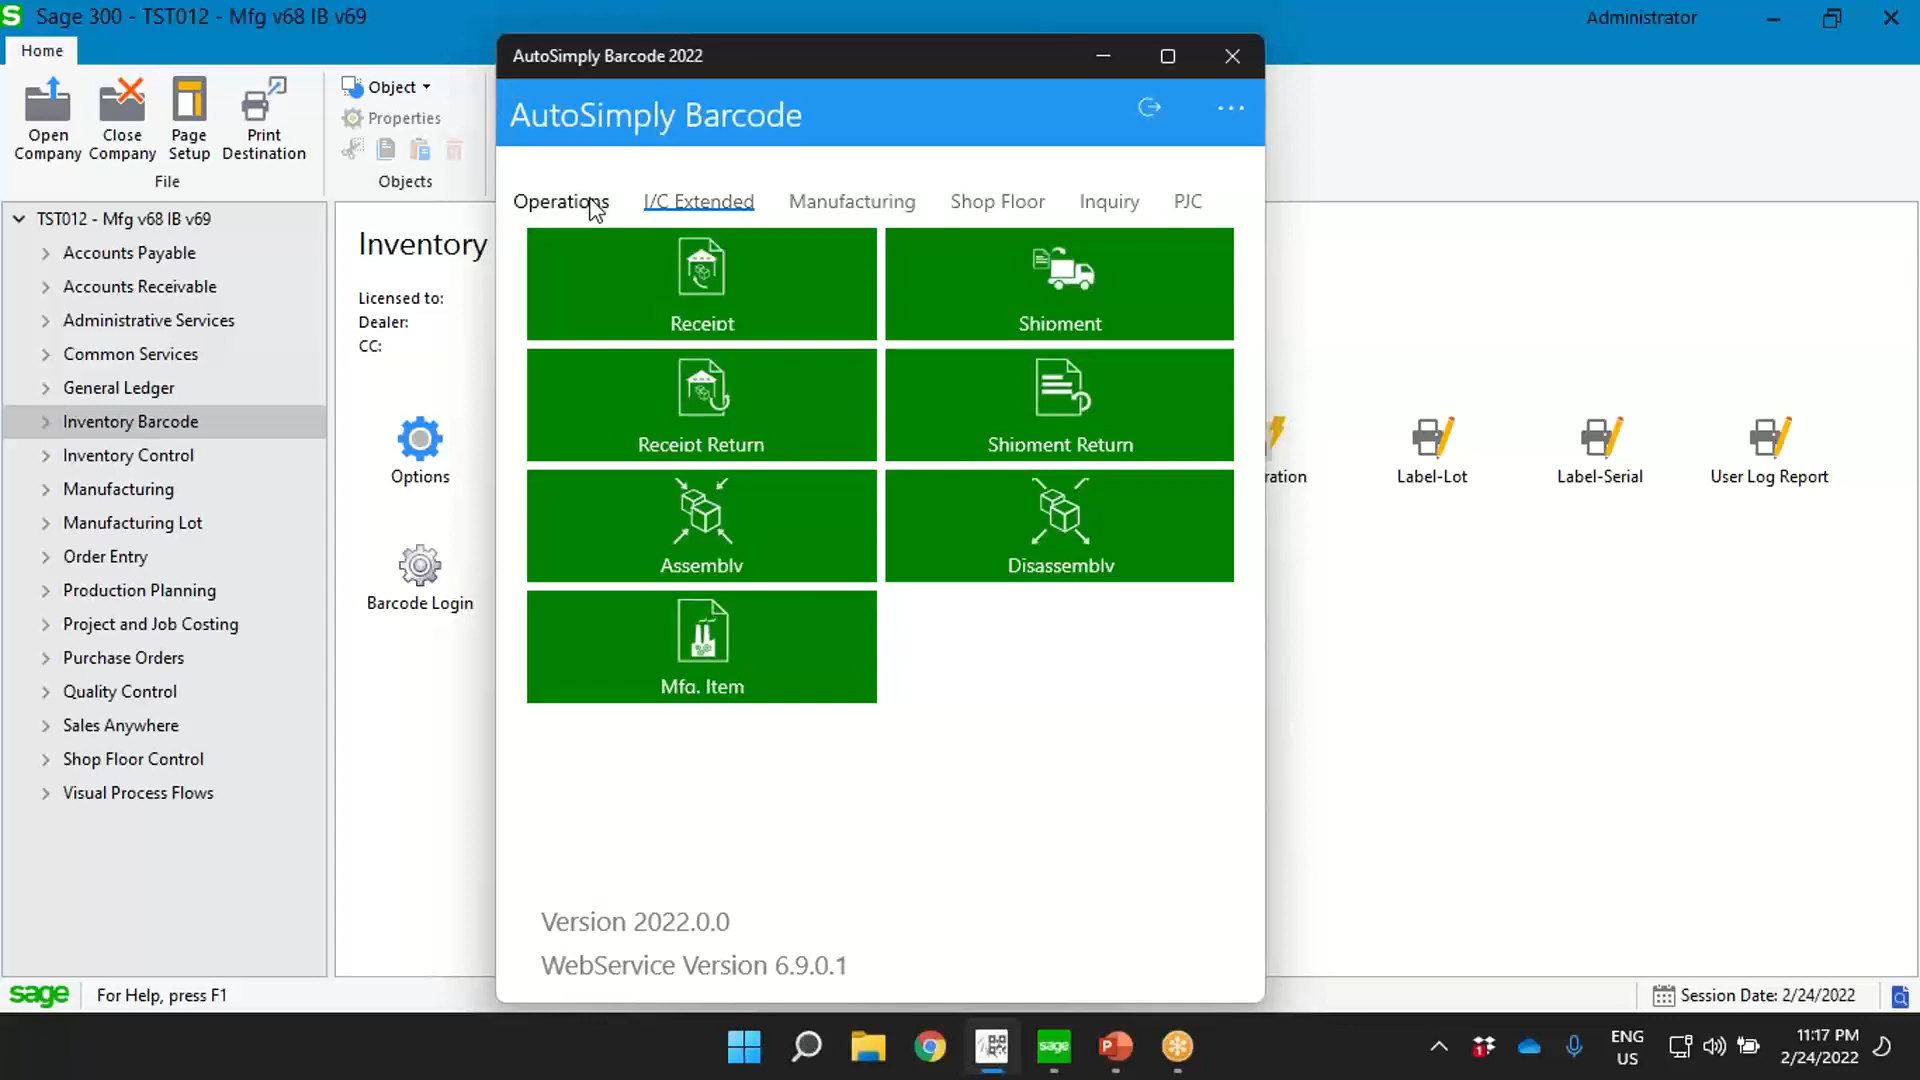 Sage 300 - TST012 - Mfg v68 IB v69
Administrator
Home
Open Company
Close Company
Page Setup
Print Destination
File
Object
Properties
Objects
TST012 - Mfg v68 IB v69
Accounts Payable
Accounts Receivable
Administrative Services
Common Services
General Ledger
Inventory Barcode
Inventory Control
Manufacturing
Manufacturing Lot
Order Entry
Production Planning
Project and Job Costing
Purchase Orders
Quality Control
Sales Anywhere
Shop Floor Control
Visual Process Flows
Inventory
Licensed to:
Dealer:
CC:
Options
Barcode Login
AutoSimply Barcode 2022
AutoSimply Barcode
Operations
I/C Extended
Manufacturing
Shop Floor
Inquiry
PJC
Receipt
Shipment
Receipt Return
Shipment Return
Assembly
Disassembly
Mfg. Item
Version 2022.0.0
WebService Version 6.9.0.1
ration
Label-Lot
Label-Serial
User Log Report
sage
For Help, press F1
Session Date: 2/24/2022
sage
ENG
US
11:17 PM
2/24/2022